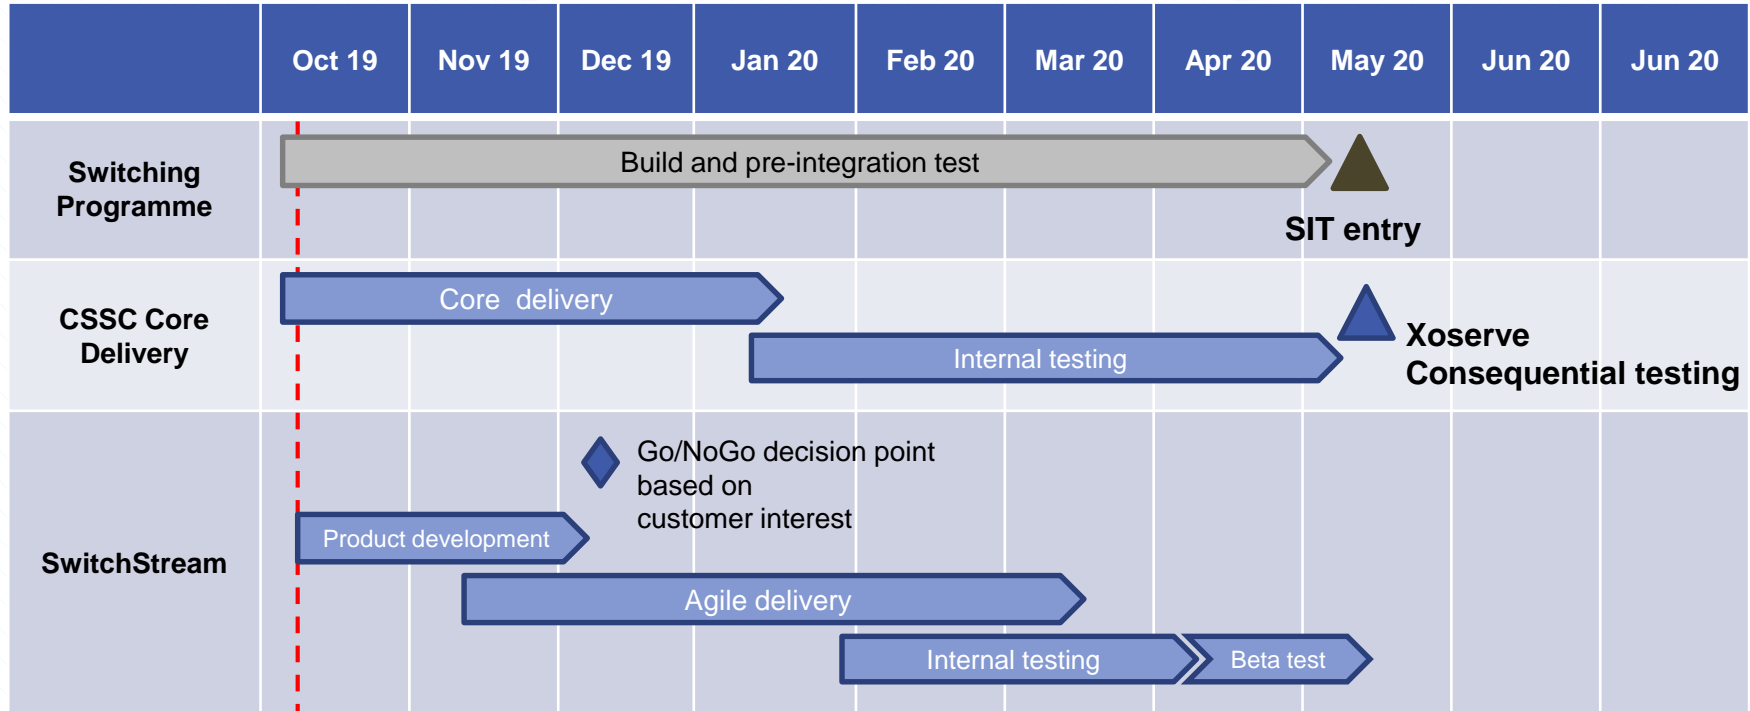 Oct 19 Nov 19 Dec 19 Jan 20 Feb 20 Mar 20 Apr 20 May 20 Jun 20 Jun 20
Switching
Programme
Build and pre-integration test
SIT entry
CSSC Core
Delivery
Core delivery
Internal testing
Xoserve
Consequential testing
SwitchStream
Go/NoGo decision point
based on
customer interest
Product development
Agile delivery
Internal testing
Beta test